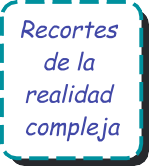 Recortes
de la
realidad
compleja